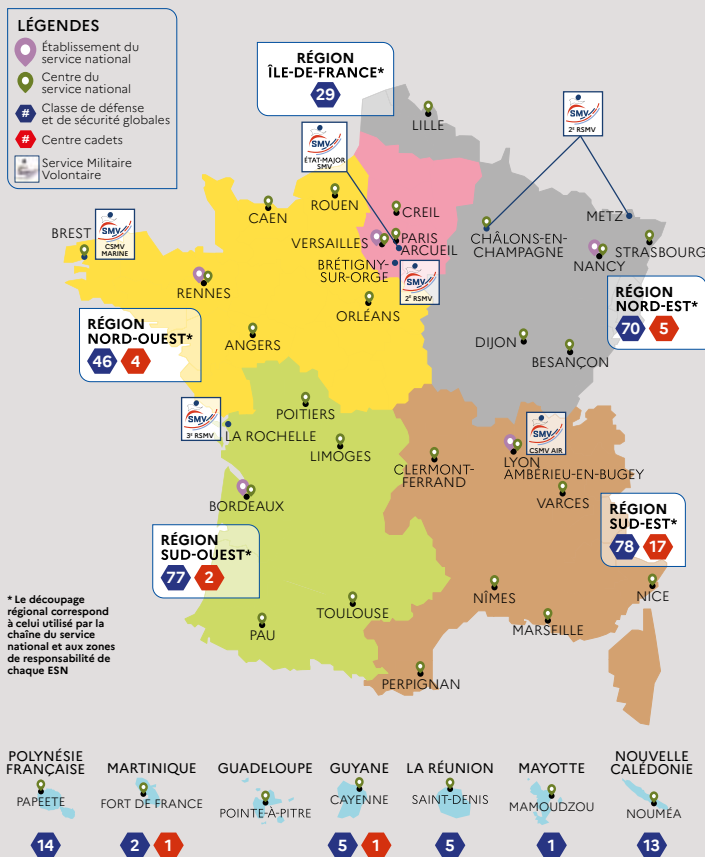 LÉGENDES
Établissement du
service national
Centre du
service national
#
Classe de défense
et de sécurité globales
#
Centre cadets
Service Militaire
Volontaire
RÉGION
ÎLE-DE-FRANCE*
29
LILLE
SMV
2e RSMV
SMV
ÉTAT-MAJOR
SMV
ROUEN
CAEN
CREIL
METZ
BREST
SMV
CSMV
MARINE
VERSAILLES
PARIS
ARCUEIL
CHÂLONS-EN-
CHAMPAGNE
NANCY
STRASBOURG
BRÉTIGNY-
SUR-ORGE
SMV
2e RSMV
RENNES
ORLÉANS
RÉGION
NORD-EST*
70
5
RÉGION
NORD-OUEST*
46
4
ANGERS
DIJON
BESANÇON
POITIERS
SMV
3e RSMV
LA ROCHELLE
LIMOGES
SMV
CSMV AIR
CLERMONT-
FERRAND
LYON
AMBÉRIEU-EN-BUGEY
VARCES
BORDEAUX
RÉGION
SUD-EST*
78
17
RÉGION
SUD-OUEST*
77
2
* Le découpage
régional correspond
à celui utilisé par la
chaîne du service
national et aux zones
de responsabilité de
chaque ESN
TOULOUSE
PAU
NÎMES
MARSEILLE
NICE
PERPIGNAN
POLYNÉSIE
FRANÇAISE
PAPEETE
14
MARTINIQUE
FORT DE FRANCE
2
1
GUADELOUPE
POINTE-À-PITRE
GUYANE
CAYENNE
5
1
LA RÉUNION
SAINT-DENIS
5
MAYOTTE
MAMOUDZOU
1
NOUVELLE
CALÉDONIE
NOUMÉA
13